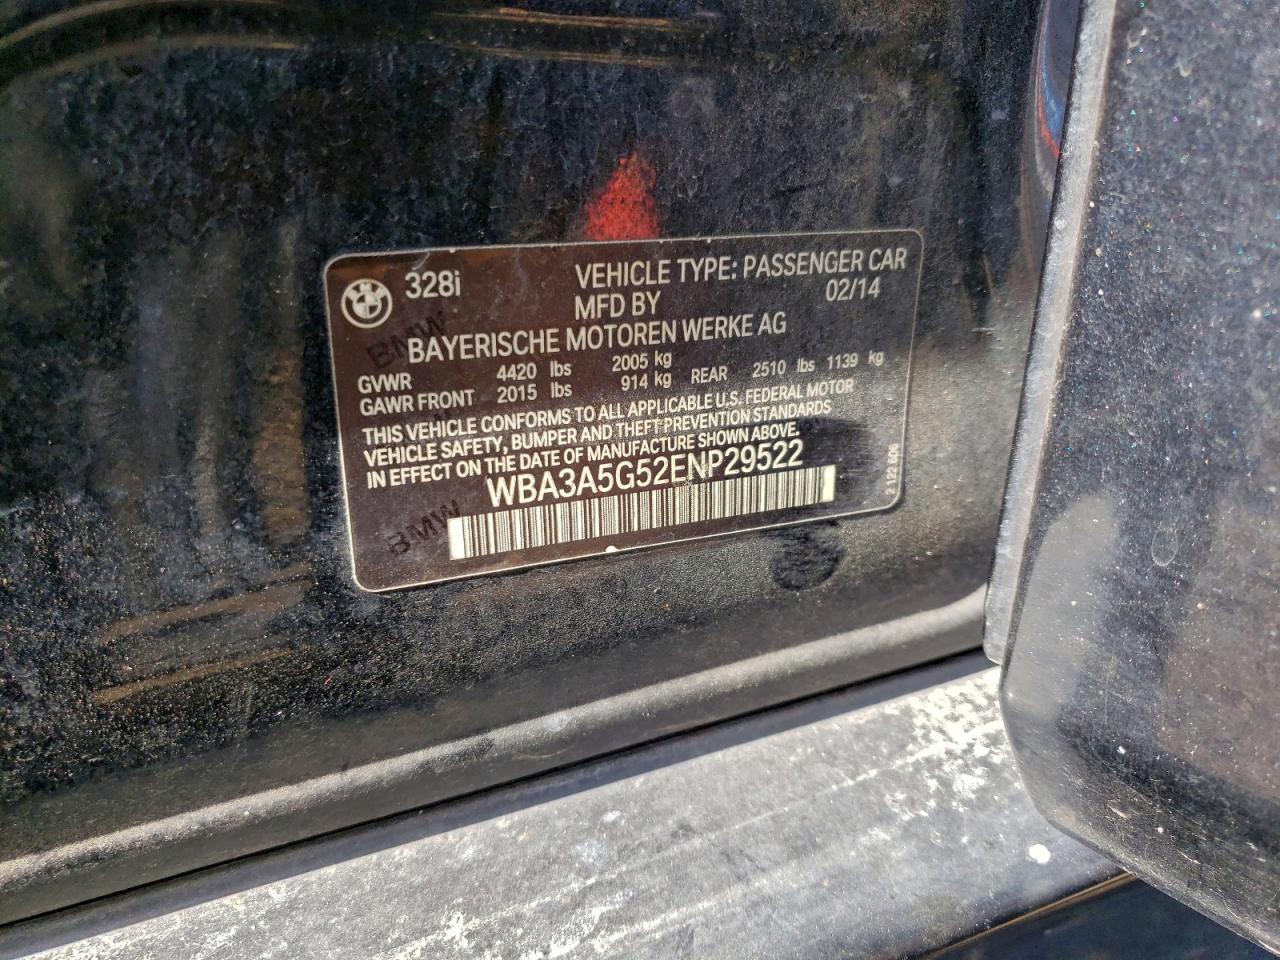 328i VEHICLE TYPE: PASSENGER CAR
MFD BY 02/14
BAYERISCHE MOTOREN WERKE AG
GVWR 4420 lbs 2005 kg
GAWR FRONT 2015 lbs 914 kg REAR 2510 lbs 1139 kg
THIS VEHICLE CONFORMS TO ALL APPLICABLE U.S. FEDERAL MOTOR
VEHICLE SAFETY, BUMPER AND THEFT PREVENTION STANDARDS
IN EFFECT ON THE DATE OF MANUFACTURE SHOWN ABOVE.
WBA3A5G52ENP29522
BMW
BMW